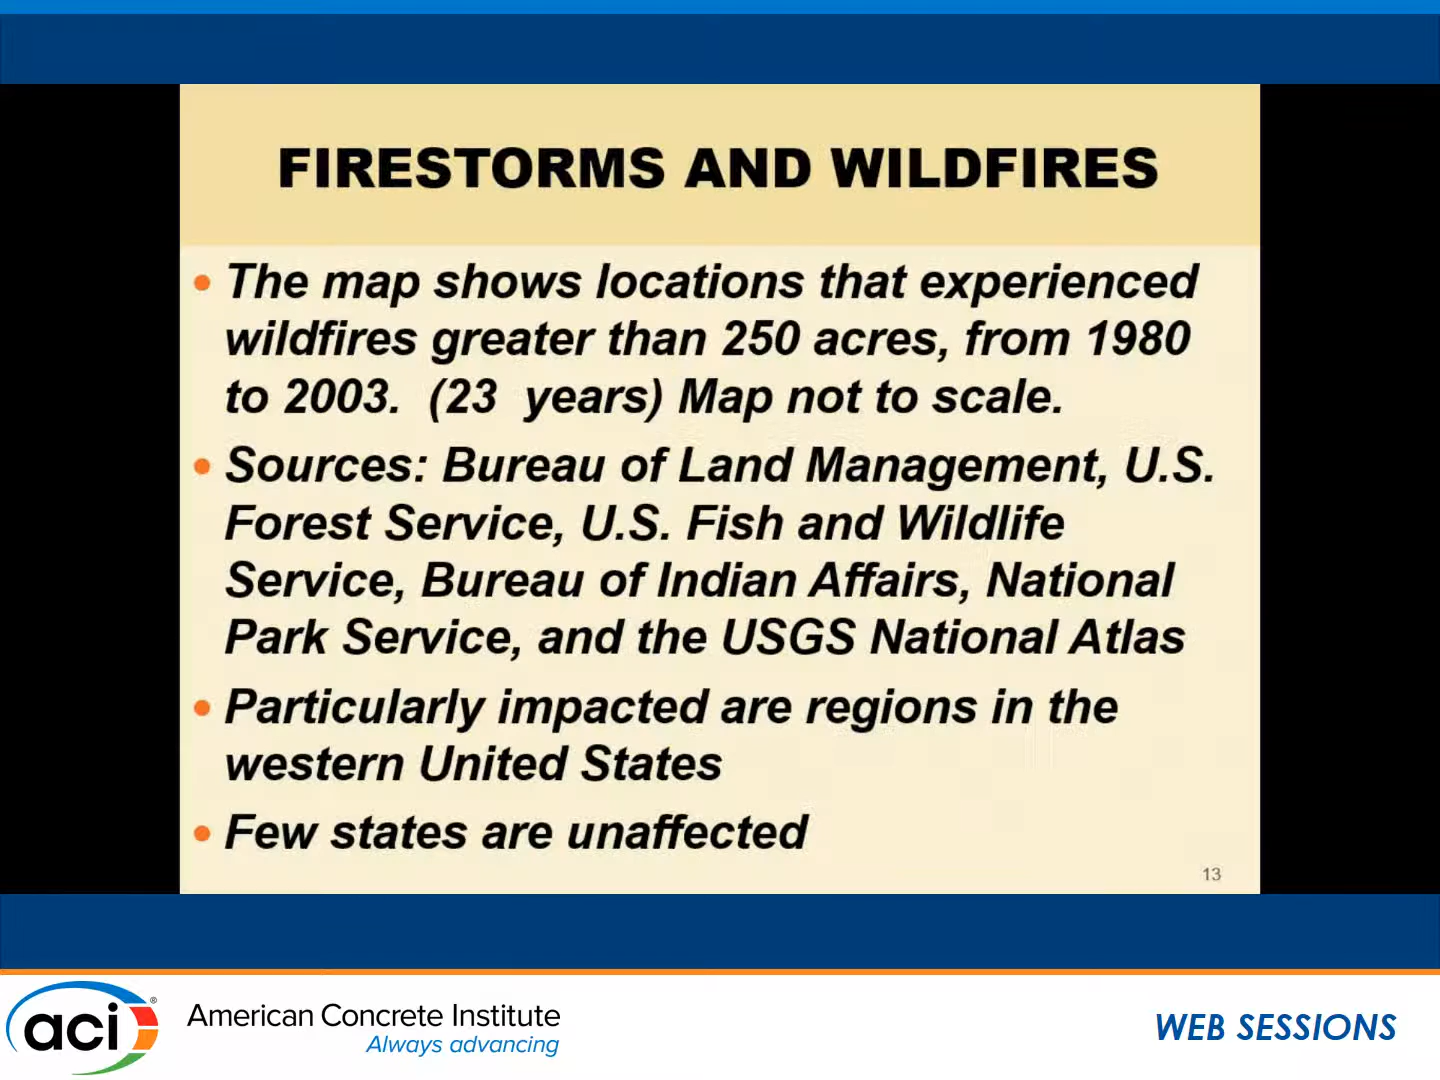 FIRESTORMS AND WILDFIRES
• The map shows locations that experienced
wildfires greater than 250 acres, from 1980
to 2003. (23 years) Map not to scale.
• Sources: Bureau of Land Management, U.S.
Forest Service, U.S. Fish and Wildlife
Service, Bureau of Indian Affairs, National
Park Service, and the USGS National Atlas
• Particularly impacted are regions in the
western United States
• Few states are unaffected
13
aci®
American Concrete Institute
Always advancing
WEB SESSIONS